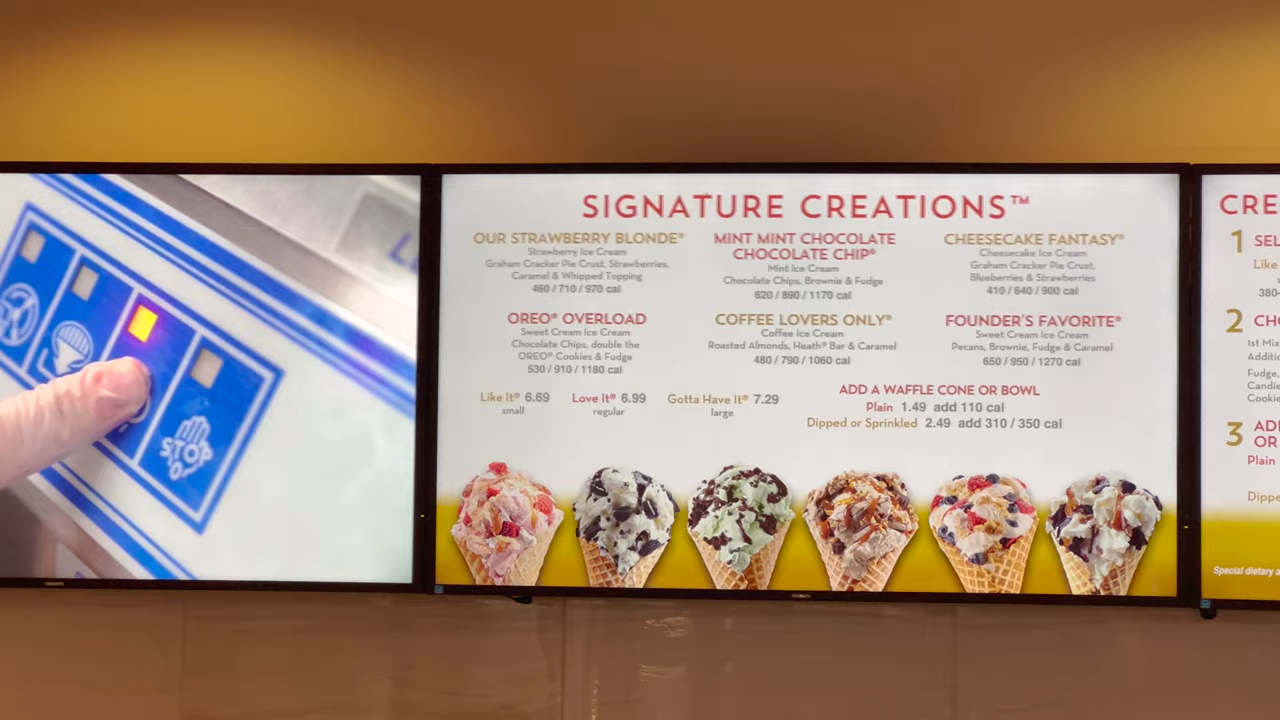 STOP
SIGNATURE CREATIONS™
OUR STRAWBERRY BLONDE®
Strawberry Ice Cream
Graham Cracker Pie Crust, Strawberries,
Caramel & Whipped Topping
460 / 710 / 970 cal
MINT MINT CHOCOLATE
CHOCOLATE CHIP®
Mint Ice Cream
Chocolate Chips, Brownie & Fudge
620 / 890 / 1170 cal
CHEESECAKE FANTASY®
Cheesecake Ice Cream
Graham Cracker Pie Crust,
Blueberries & Strawberries
410 / 640 / 900 cal
OREO® OVERLOAD
Sweet Cream Ice Cream
Chocolate Chips, double the
OREO® Cookies & Fudge
530 / 910 / 1180 cal
COFFEE LOVERS ONLY®
Coffee Ice Cream
Roasted Almonds, Heath® Bar & Caramel
480 / 790 / 1060 cal
FOUNDER'S FAVORITE®
Sweet Cream Ice Cream
Pecans, Brownie, Fudge & Caramel
650 / 950 / 1270 cal
Like It® 6.69
small
Love It® 6.99
regular
Gotta Have It® 7.29
large
ADD A WAFFLE CONE OR BOWL
Plain 1.49 add 110 cal
Dipped or Sprinkled 2.49 add 310 / 350 cal
CRE
1 SEL
Like
380-
2 CHO
1st Mix
Additio
Fudge,
Candie
Cookie
3 ADD
OR
Plain
Dippe
Special dietary a